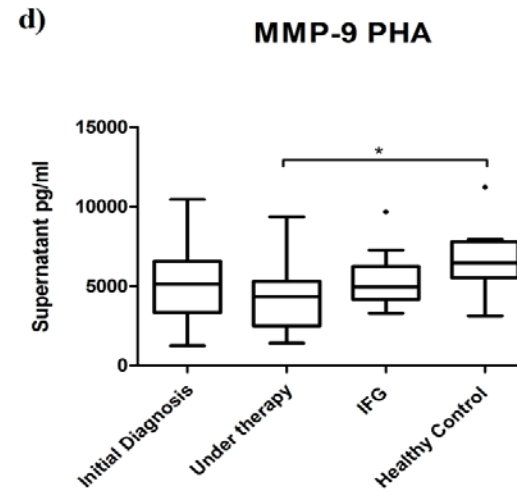 d)
MMP-9 PHA
Supernatant pg/ml
15000
10000
5000
0
*
Initial Diagnosis
Under therapy
IFG
Healthy Control